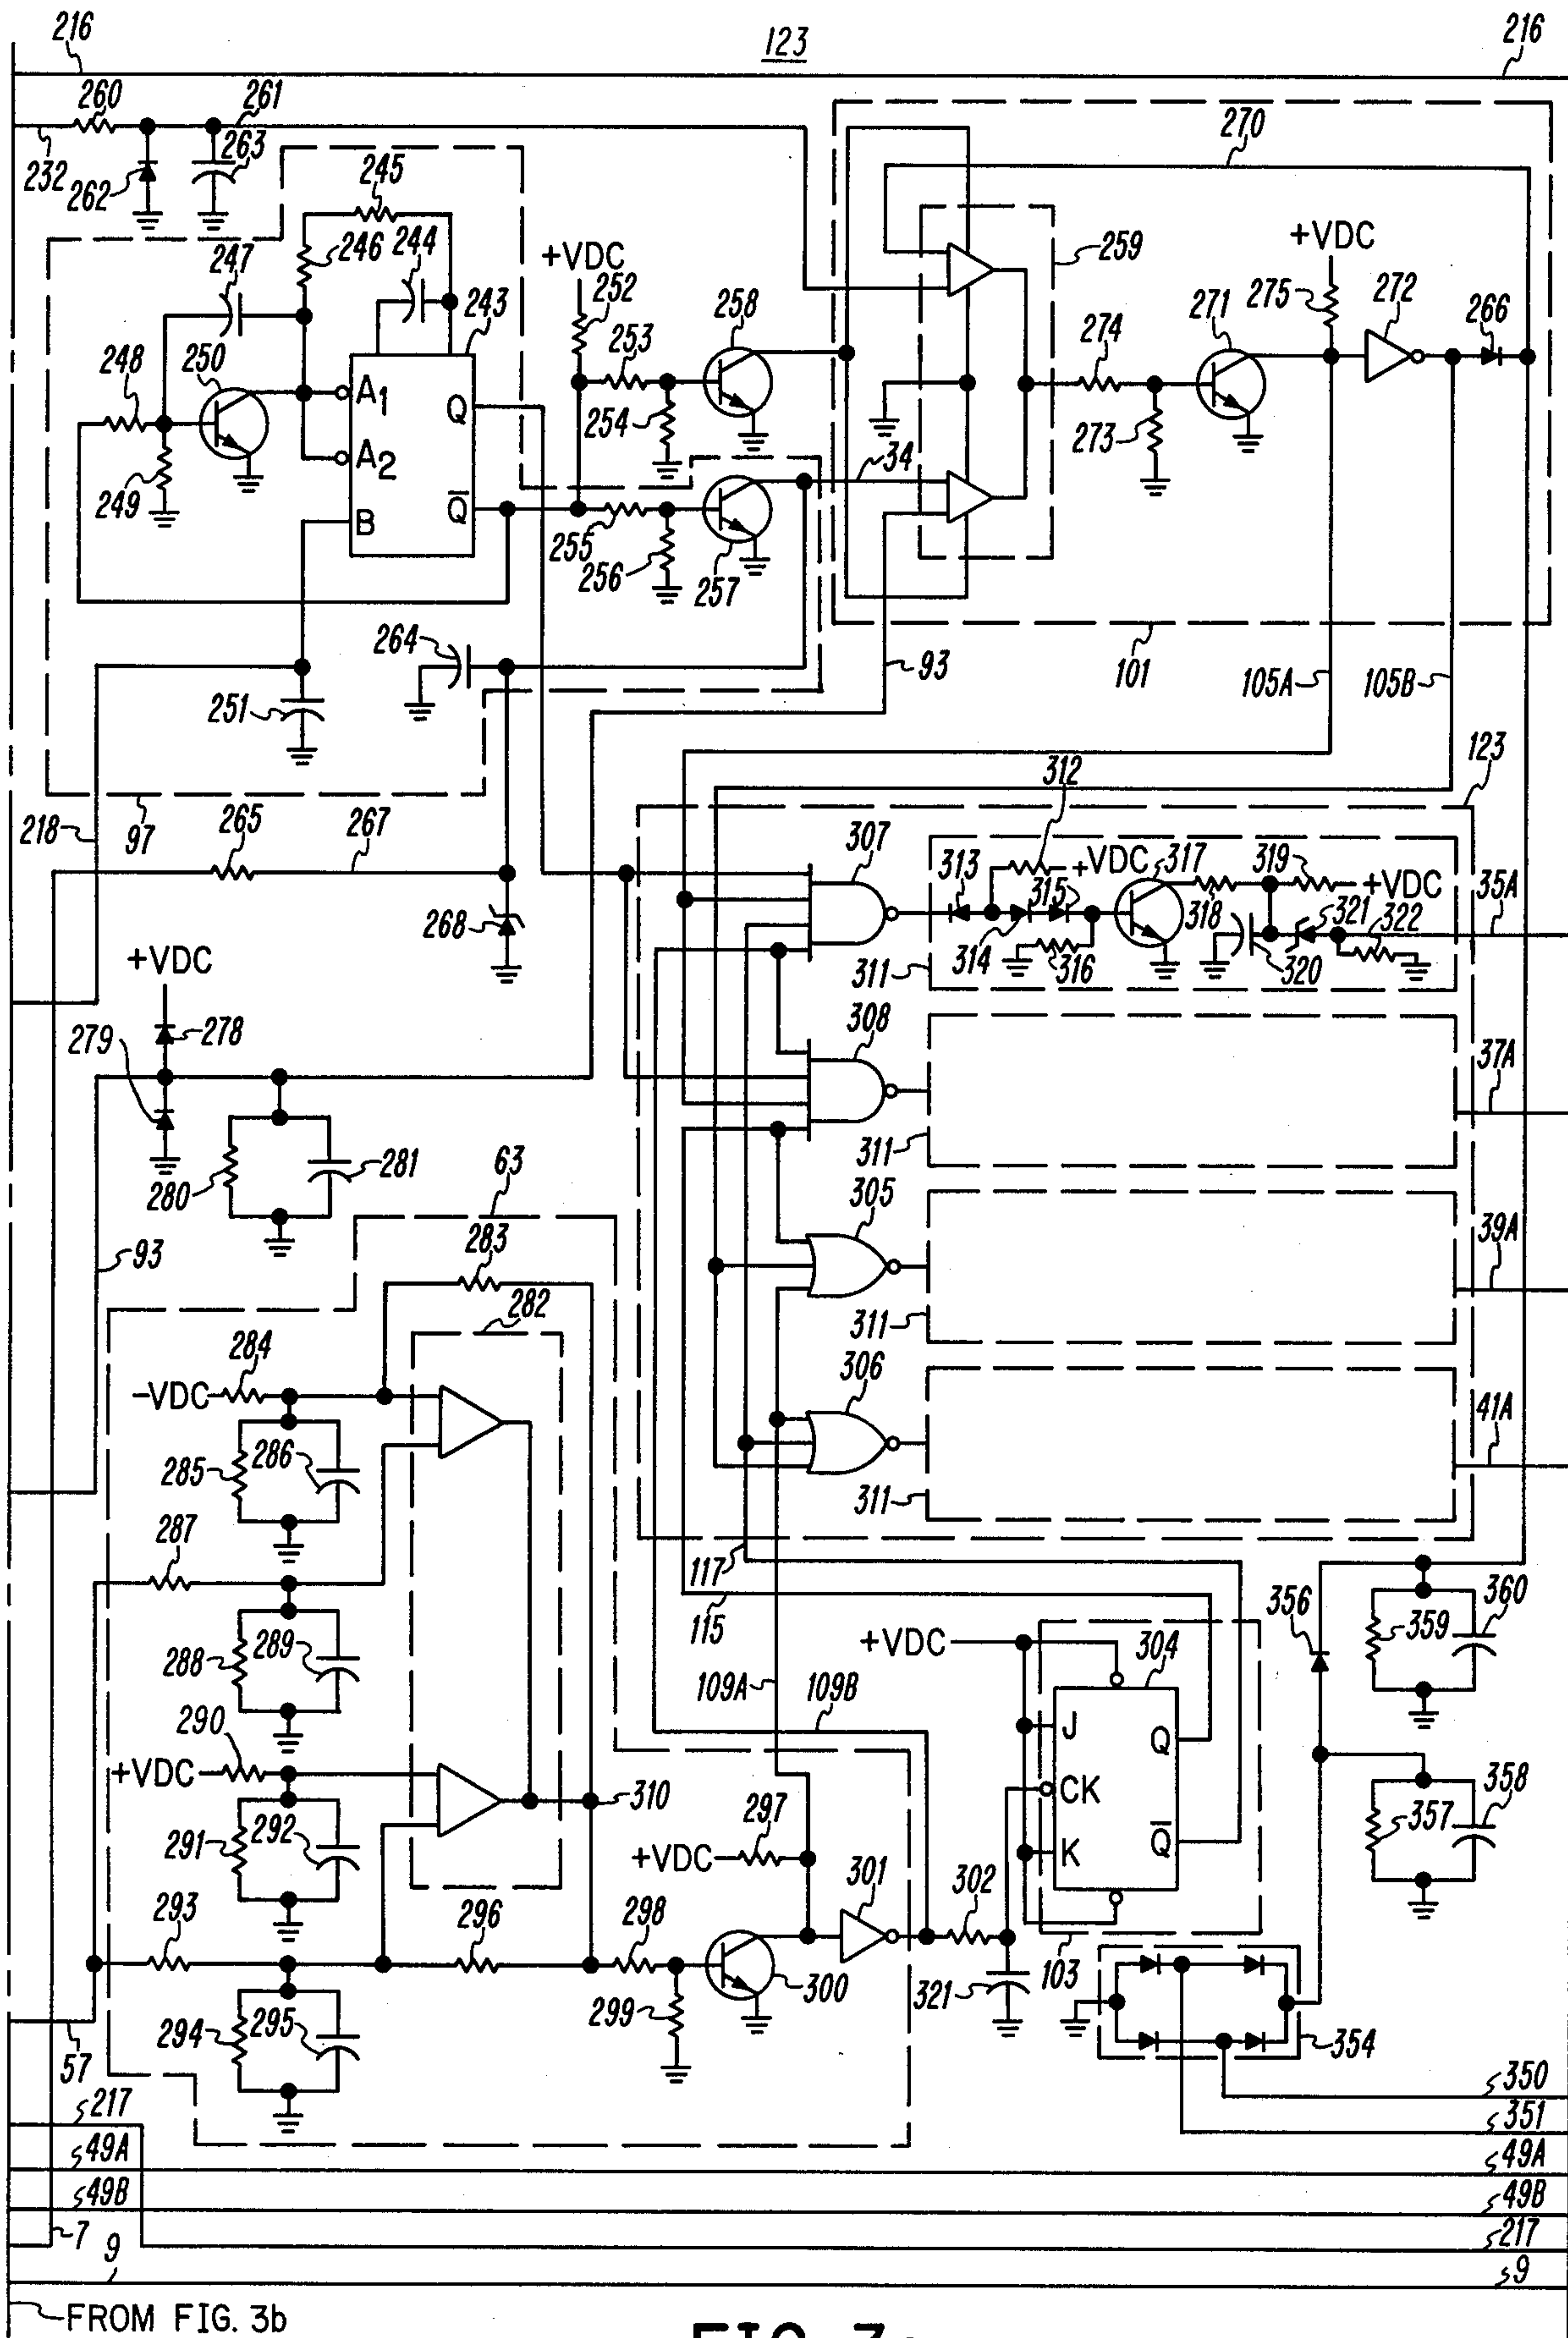 216 123 216
260 261 270
232 262 263
245
247 246 244
+VDC +VDC
252 258 259 275 271 272 266
243
248 250 253 274
A1 Q
254 273
A2 34
249
B Q̅
255 256 257
264 93 101 105A 105B
251
312 123
218 97 265 267
307 313 +VDC 317 319
315 +VDC 35A
268 318 321 322
311 314 316 320
+VDC
308
279 278 37A
63 311
280 281 305
283 39A
93
282 311
284 306
-VDC 41A
285 286
311
287
117
115 356 360
+VDC 304 359
288 289
109A 109B
290 J Q
+VDC 310 CK 358
297 357
291 292 +VDC K Q̅
301 302
293 296 298
300 321 103
294 295 299 354
57 350
217 351
49A 49A
49B 49B
7 217
9 9
FROM FIG. 3b